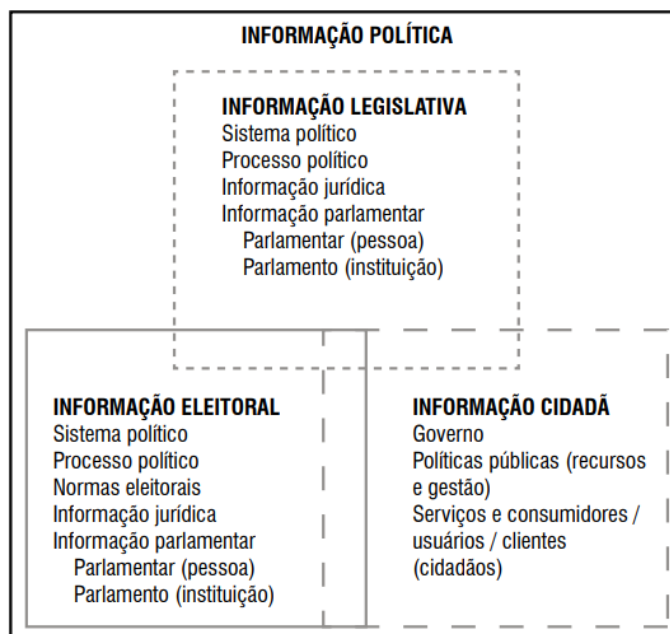 INFORMAÇÃO POLÍTICA
INFORMAÇÃO LEGISLATIVA
Sistema político
Processo político
Informação jurídica
Informação parlamentar
Parlamentar (pessoa)
Parlamento (instituição)
INFORMAÇÃO ELEITORAL
Sistema político
Processo político
Normas eleitorais
Informação jurídica
Informação parlamentar
Parlamentar (pessoa)
Parlamento (instituição)
INFORMAÇÃO CIDADÃ
Governo
Políticas públicas (recursos
e gestão)
Serviços e consumidores /
usuários / clientes
(cidadãos)